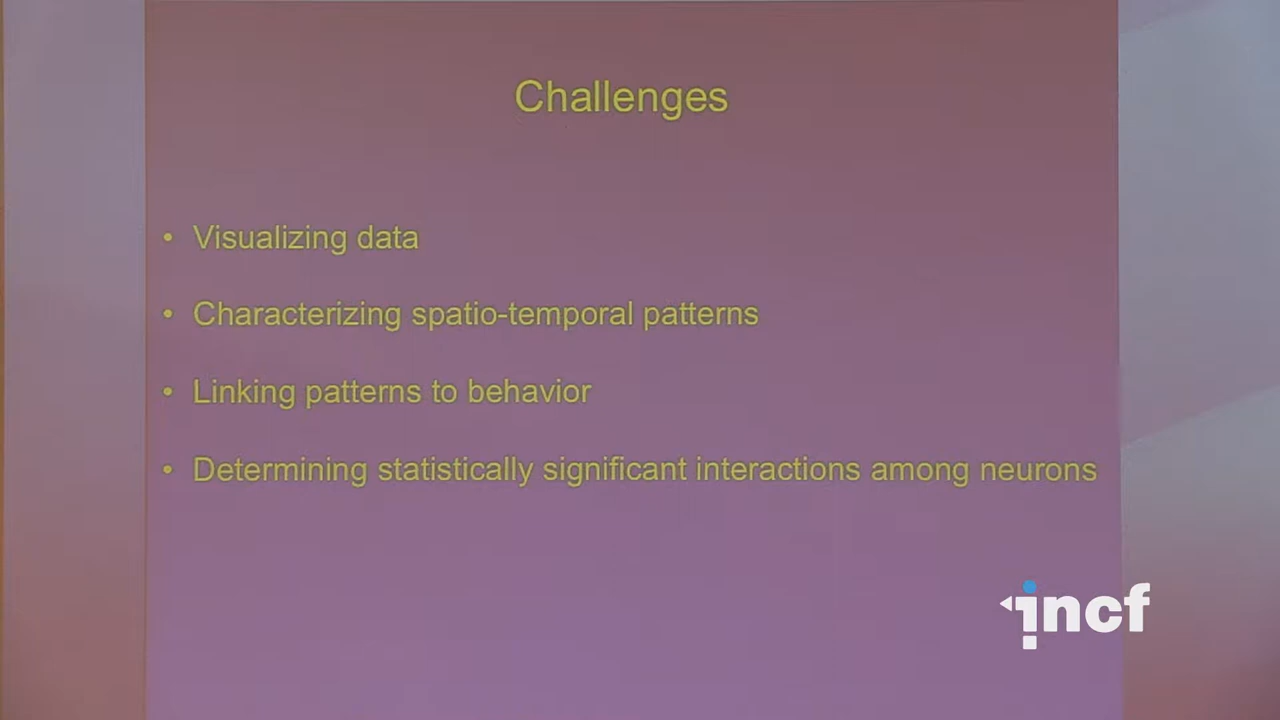 Challenges
• Visualizing data
• Characterizing spatio-temporal patterns
• Linking patterns to behavior
• Determining statistically significant interactions among neurons
incf